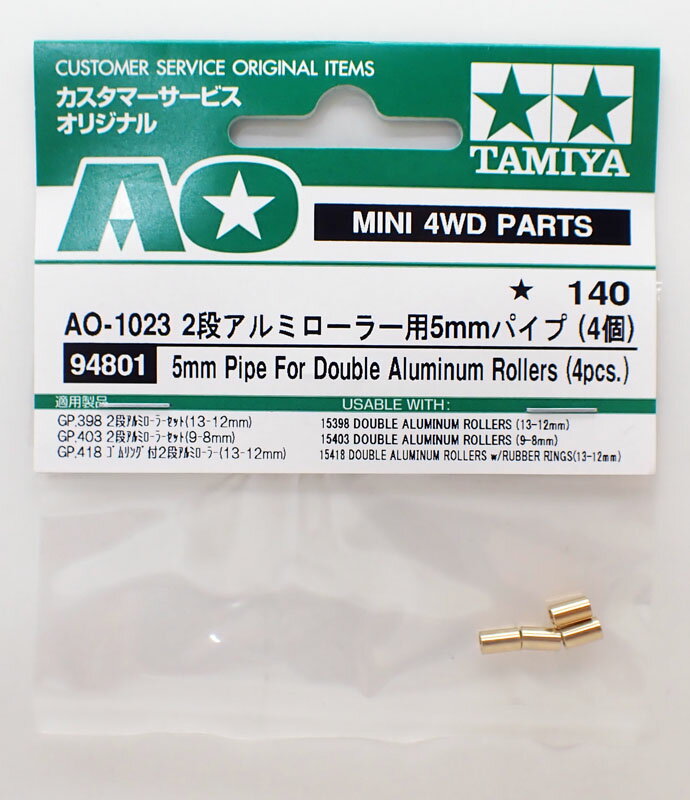 CUSTOMER SERVICE ORIGINAL ITEMS
カスタマーサービス
オリジナル
TAMIYA
AO
MINI 4WD PARTS
★ 140
AO-1023 2段アルミローラー用5mmパイプ (4個)
94801 5mm Pipe For Double Aluminum Rollers (4pcs.)
適用製品 USABLE WITH:
GP.398 2段ｱﾙﾐﾛｰﾗｰｾｯﾄ(13-12mm) 15398 DOUBLE ALUMINUM ROLLERS (13-12mm)
GP.403 2段ｱﾙﾐﾛｰﾗｰｾｯﾄ(9-8mm) 15403 DOUBLE ALUMINUM ROLLERS (9-8mm)
GP.418 ｺﾞﾑﾘﾝｸﾞ付2段ｱﾙﾐﾛｰﾗｰ(13-12mm) 15418 DOUBLE ALUMINUM ROLLERS w/RUBBER RINGS(13-12mm)